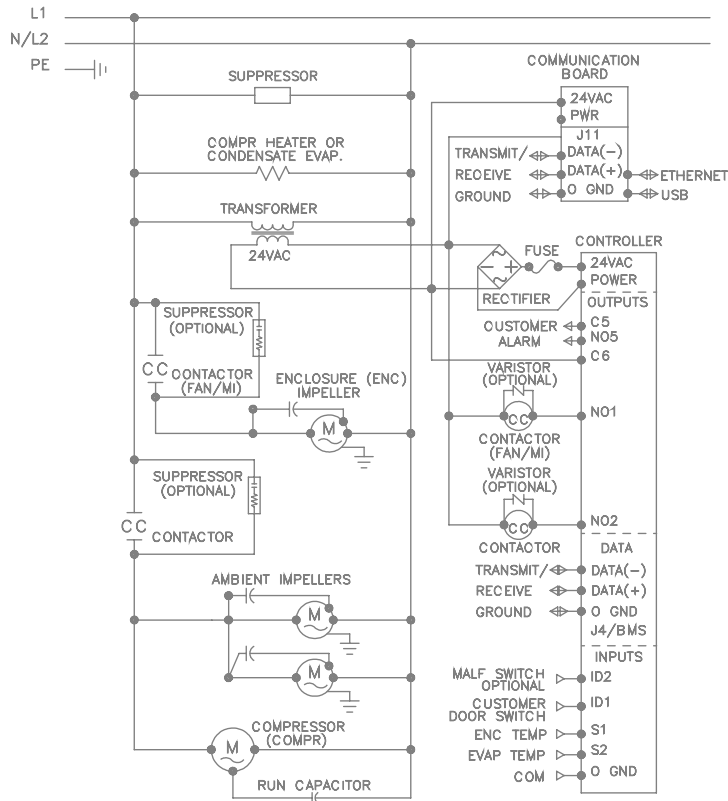 L1
N/L2
PE
SUPPRESSOR
COMPR HEATER OR
CONDENSATE EVAP.
TRANSFORMER
24VAC
SUPPRESSOR
(OPTIONAL)
CC
CONTACTOR
(FAN/MI)
ENCLOSURE (ENC)
IMPELLER
M
SUPPRESSOR
(OPTIONAL)
CC
CONTACTOR
AMBIENT IMPELLERS
M
M
COMPRESSOR
(COMPR)
M
RUN CAPACITOR
COMMUNICATION
BOARD
24VAC
PWR
J11
TRANSMIT/
DATA(-)
RECEIVE
DATA(+)
ETHERNET
GROUND
O GND
USB
CONTROLLER
FUSE
24VAC
POWER
RECTIFIER
OUTPUTS
CUSTOMER
ALARM
C5
NO5
C6
VARISTOR
(OPTIONAL)
CC
NO1
CONTACTOR
(FAN/MI)
VARISTOR
(OPTIONAL)
CC
NO2
CONTACTOR
DATA
TRANSMIT/
DATA(-)
RECEIVE
DATA(+)
GROUND
O GND
J4/BMS
INPUTS
MALF SWITCH
OPTIONAL
ID2
CUSTOMER
DOOR SWITCH
ID1
ENC TEMP
S1
EVAP TEMP
S2
COM
O GND